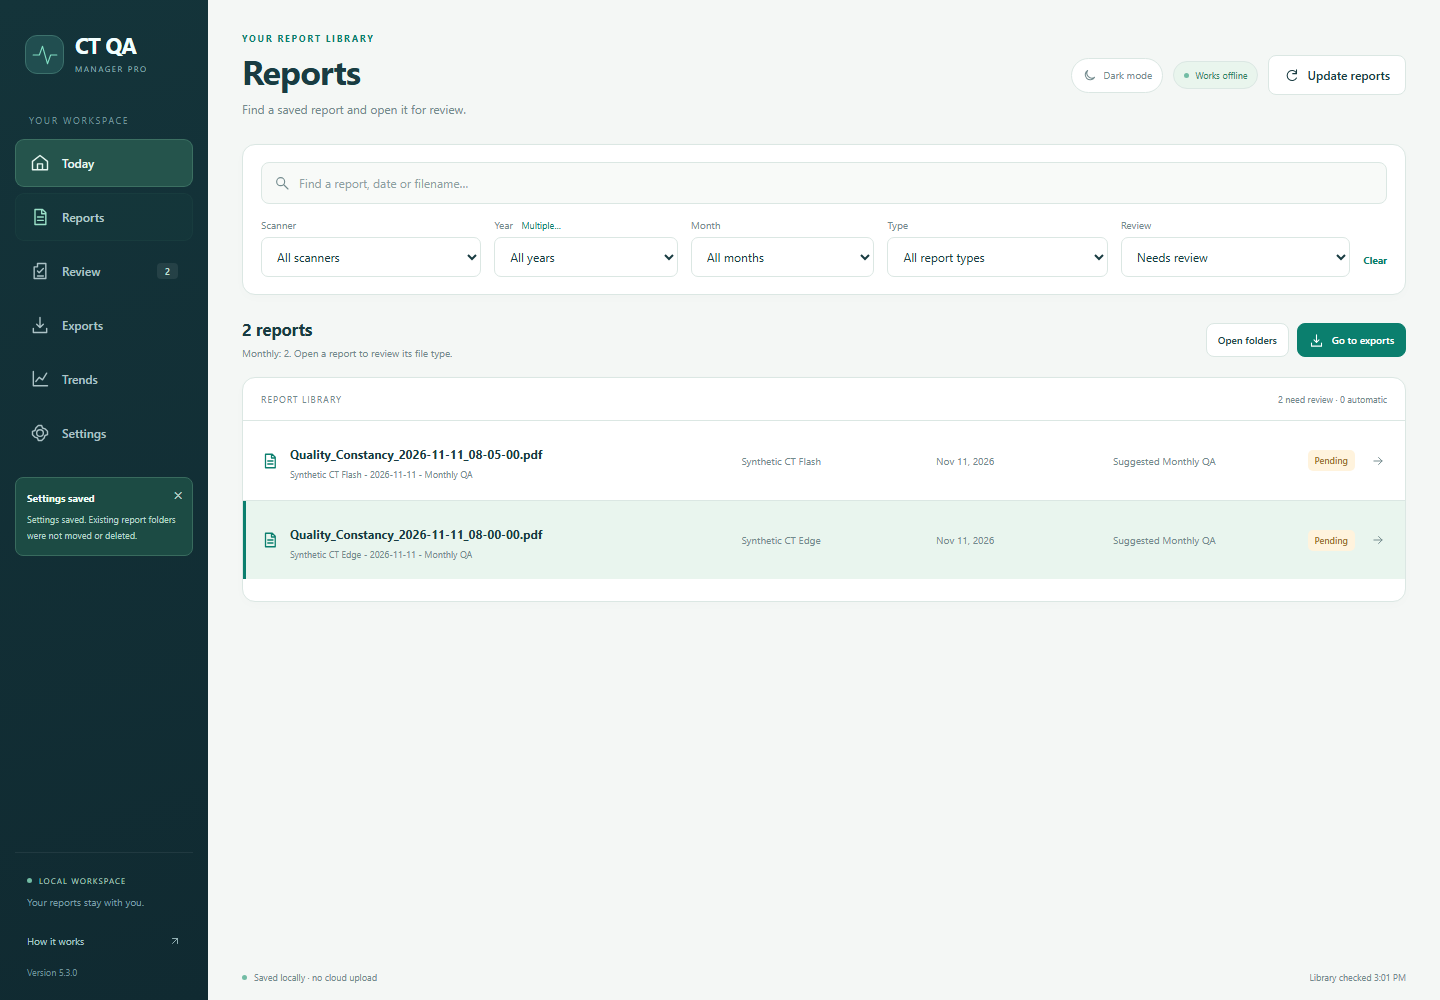 CT QA
MANAGER PRO
YOUR WORKSPACE
Today
Reports
Review 2
Exports
Trends
Settings
Settings saved
Settings saved. Existing report folders
were not moved or deleted.
LOCAL WORKSPACE
Your reports stay with you.
How it works
Version 5.3.0
YOUR REPORT LIBRARY
Reports
Find a saved report and open it for review.
Dark mode
Works offline
Update reports
Find a report, date or filename...
Scanner Year Multiple... Month Type Review
All scanners All years All months All report types Needs review Clear
2 reports
Monthly: 2. Open a report to review its file type.
Open folders Go to exports
REPORT LIBRARY 2 need review · 0 automatic
Quality_Constancy_2026-11-11_08-05-00.pdf
Synthetic CT Flash - 2026-11-11 - Monthly QA
Synthetic CT Flash Nov 11, 2026 Suggested Monthly QA Pending
Quality_Constancy_2026-11-11_08-00-00.pdf
Synthetic CT Edge - 2026-11-11 - Monthly QA
Synthetic CT Edge Nov 11, 2026 Suggested Monthly QA Pending
Saved locally · no cloud upload Library checked 3:01 PM